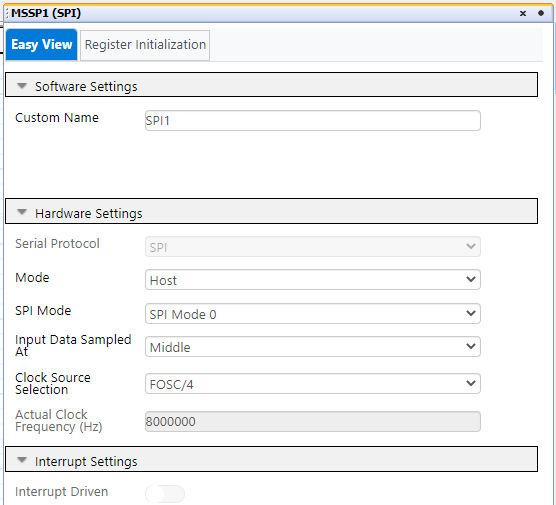 MSSP1 (SPI)
Easy View
Register Initialization
Software Settings
Custom Name
SPI1
Hardware Settings
Serial Protocol
SPI
Mode
Host
SPI Mode
SPI Mode 0
Input Data Sampled
At
Middle
Clock Source
Selection
FOSC/4
Actual Clock
Frequency (Hz)
8000000
Interrupt Settings
Interrupt Driven